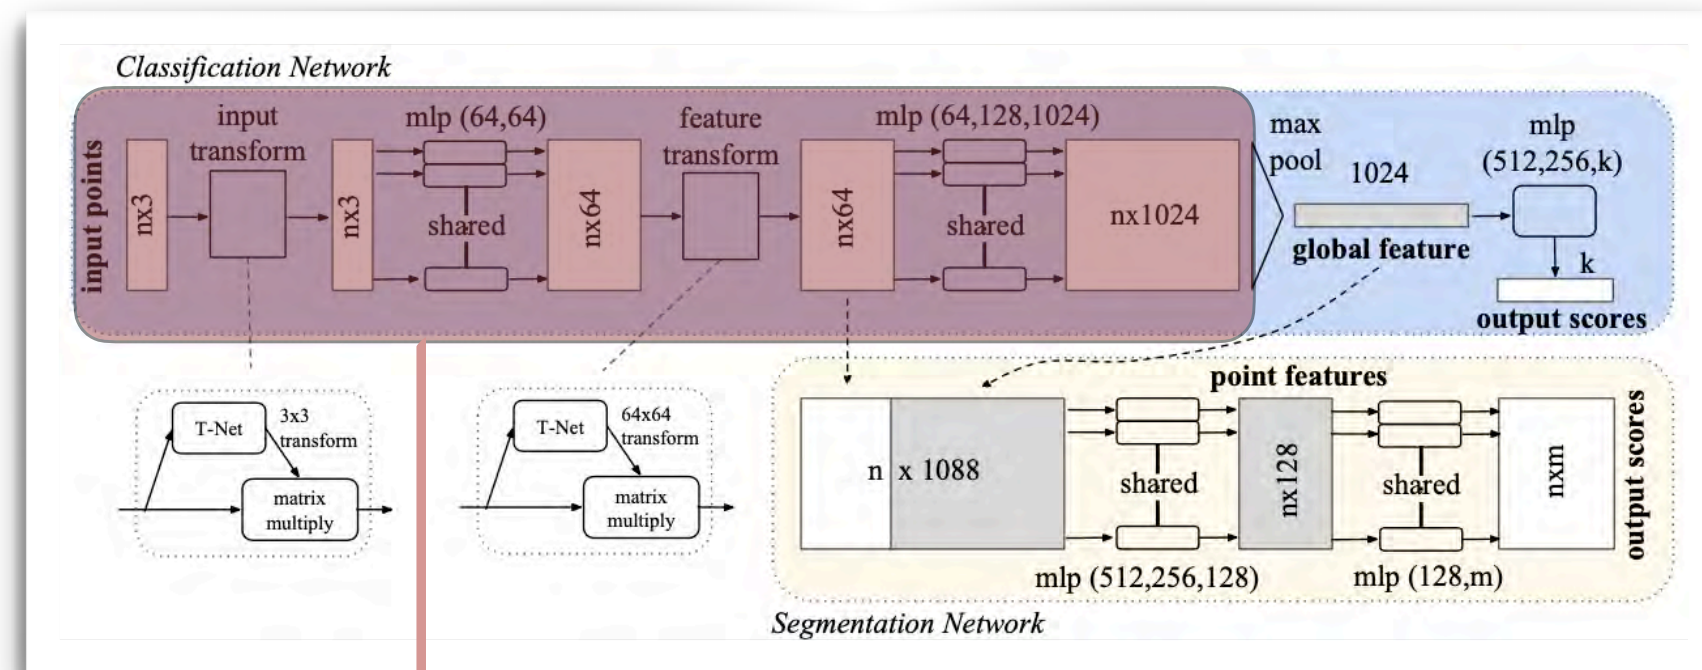 Classification Network
input points
nx3
input
transform
nx3
mlp (64,64)
shared
nx64
feature
transform
nx64
mlp (64,128,1024)
shared
nx1024
max
pool
1024
global feature
mlp
(512,256,k)
k
output scores
T-Net
3x3
transform
matrix
multiply
T-Net
64x64
transform
matrix
multiply
point features
n x 1088
shared
mlp (512,256,128)
nx128
shared
mlp (128,m)
nxm
output scores
Segmentation Network